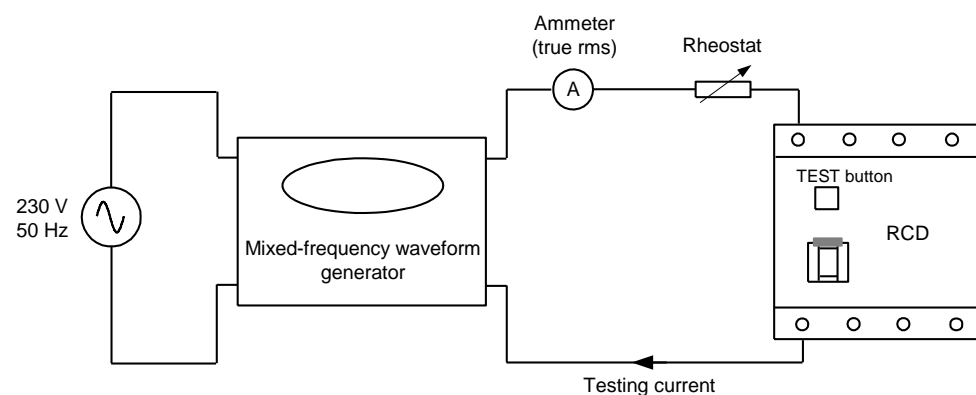 Ammeter
(true rms)
Rheostat
A
TEST button
230 V
50 Hz
RCD
Mixed-frequency waveform
generator
Testing current